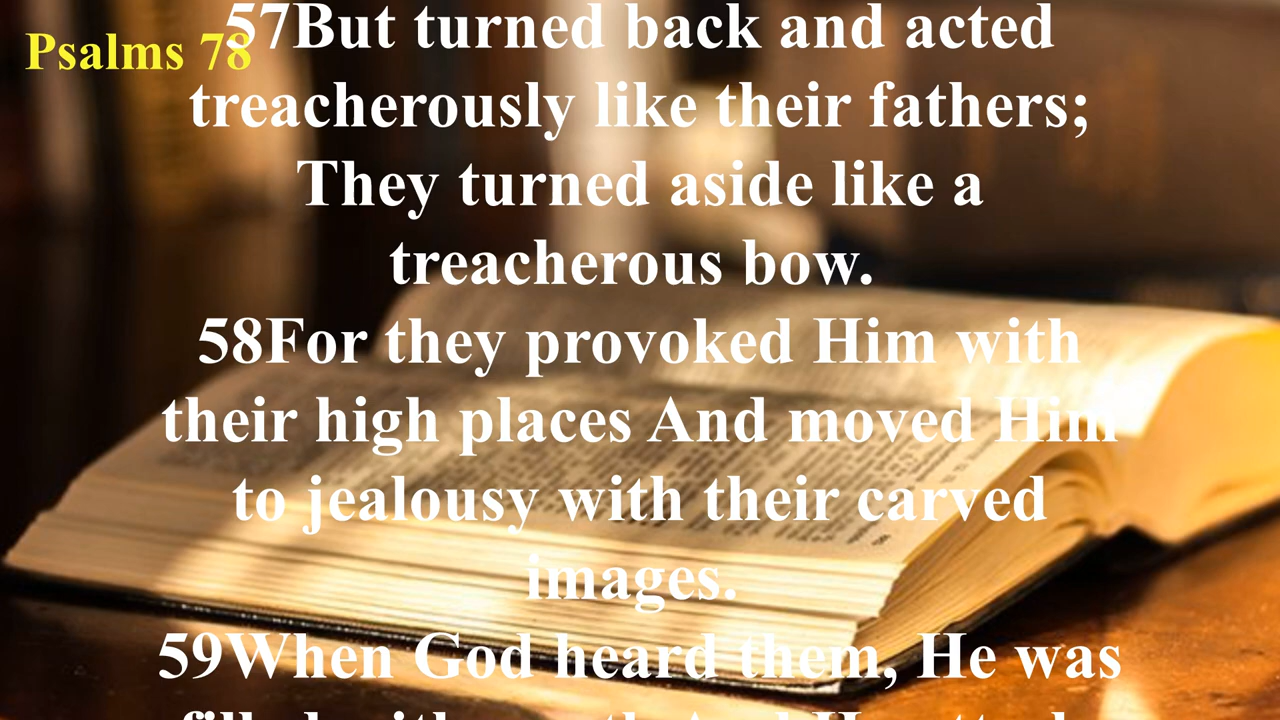 Psalms 78
57But turned back and acted
treacherously like their fathers;
They turned aside like a
treacherous bow.
58For they provoked Him with
their high places And moved Him
to jealousy with their carved
images.
59When God heard them, He was